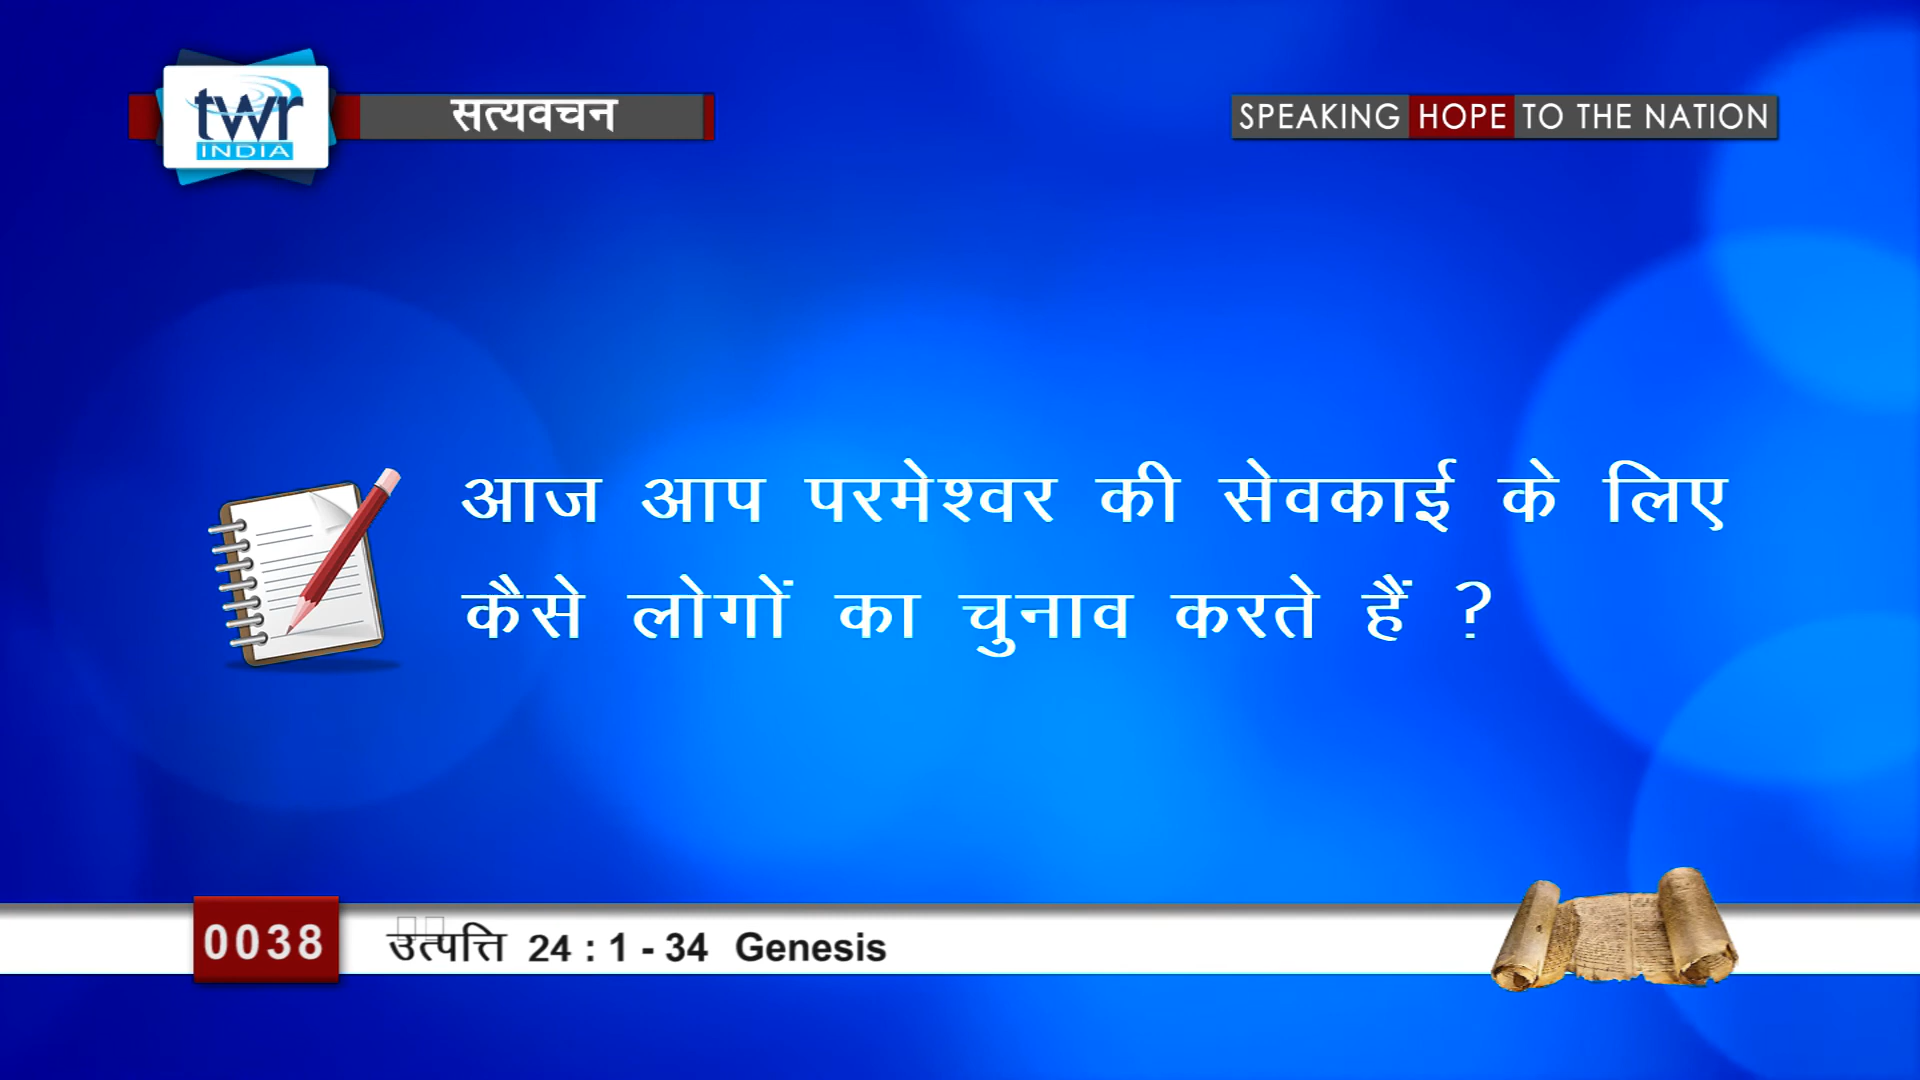 twr
INDIA
सत्यवचन
SPEAKING HOPE TO THE NATION
आज आप परमेश्वर की सेवकाई के लिए
कैसे लोगों का चुनाव करते हैं ?
0038
उत्पत्ति 24 : 1 - 34 Genesis